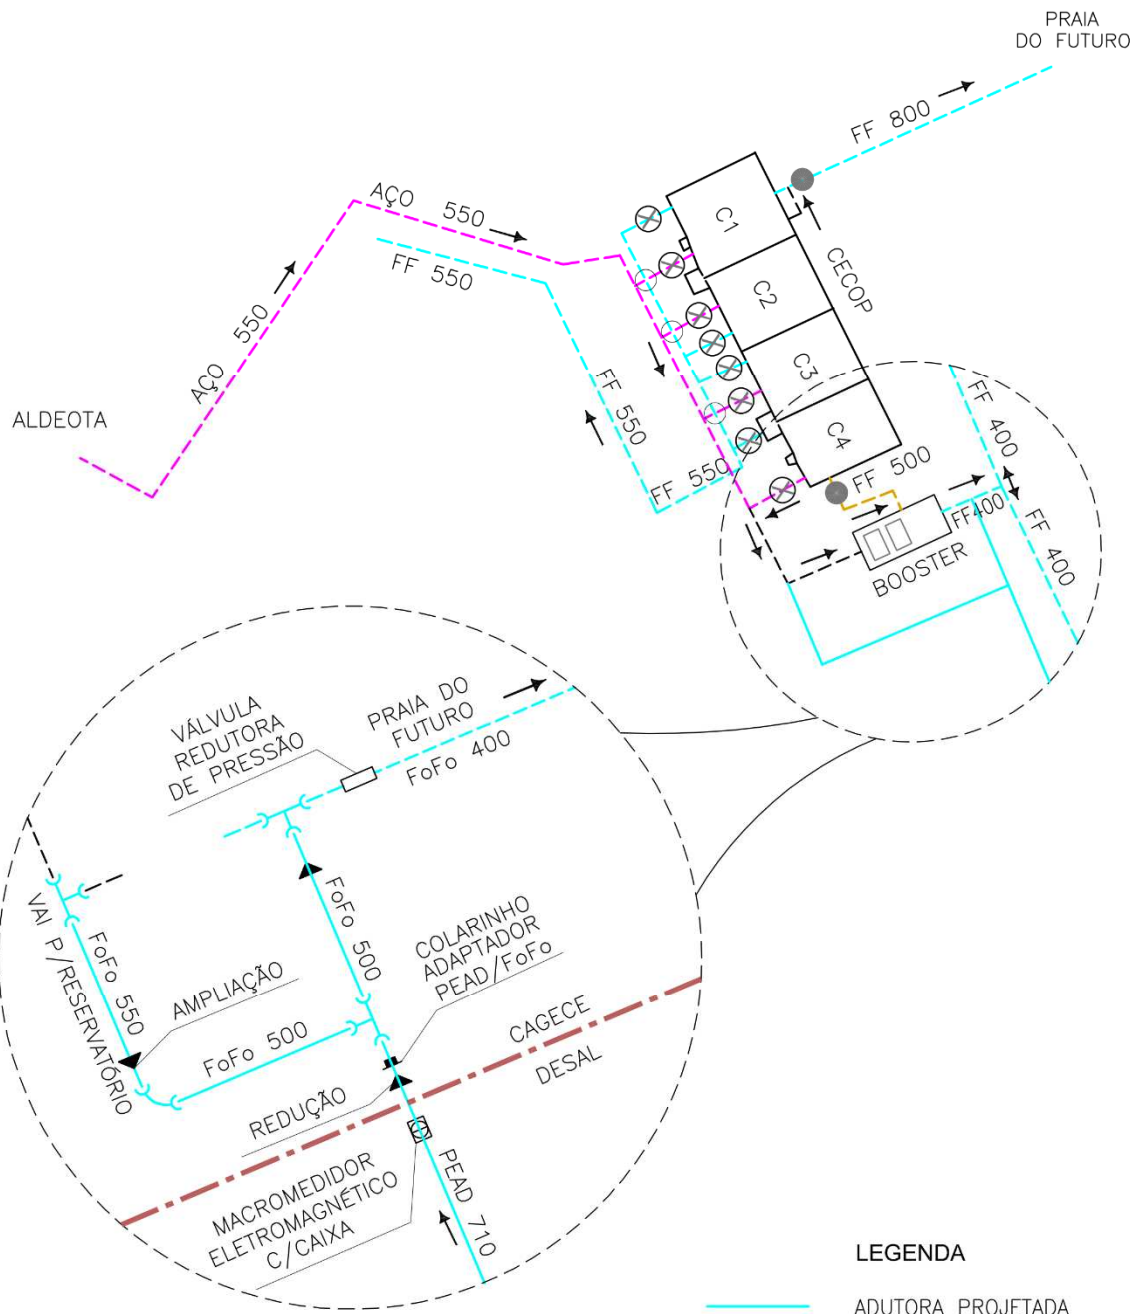 PRAIA
DO FUTURO
FF 800
AÇO 550
FF 550
AÇO 550
ALDEOTA
C1
C2
C3
C4
CECOP
FF 550
FF 550
FF 500
FF 400
FF400
FF 400
BOOSTER
VÁLVULA
REDUTORA
DE PRESSÃO
PRAIA DO
FUTURO
FoFo 400
FoFo 500
VAI P/RESERVATÓRIO
FoFo 550
AMPLIAÇÃO
FoFo 500
COLARINHO
ADAPTADOR
PEAD/FoFo
CAGECE
DESAL
REDUÇÃO
MACROMEDIDOR
ELETROMAGNÉTICO
C/CAIXA
PEAD 710
LEGENDA
ADUTORA PROJETADA